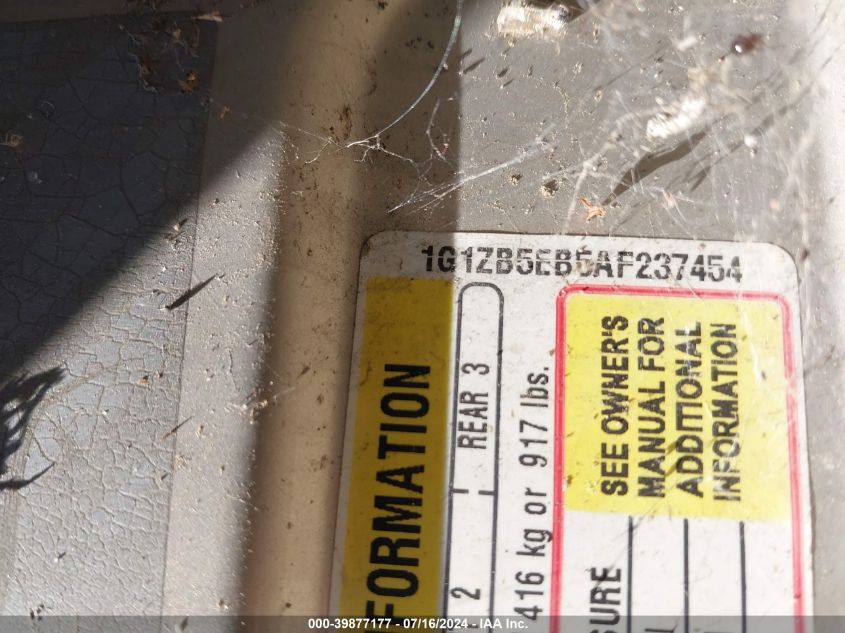 1G1ZB5EB5AF237454
FORMATION
2
REAR 3
416 kg or 917 lbs.
SEE OWNER'S
MANUAL FOR
ADDITIONAL
INFORMATION
SURE
000-39877177 - 07/16/2024 - IAA Inc.